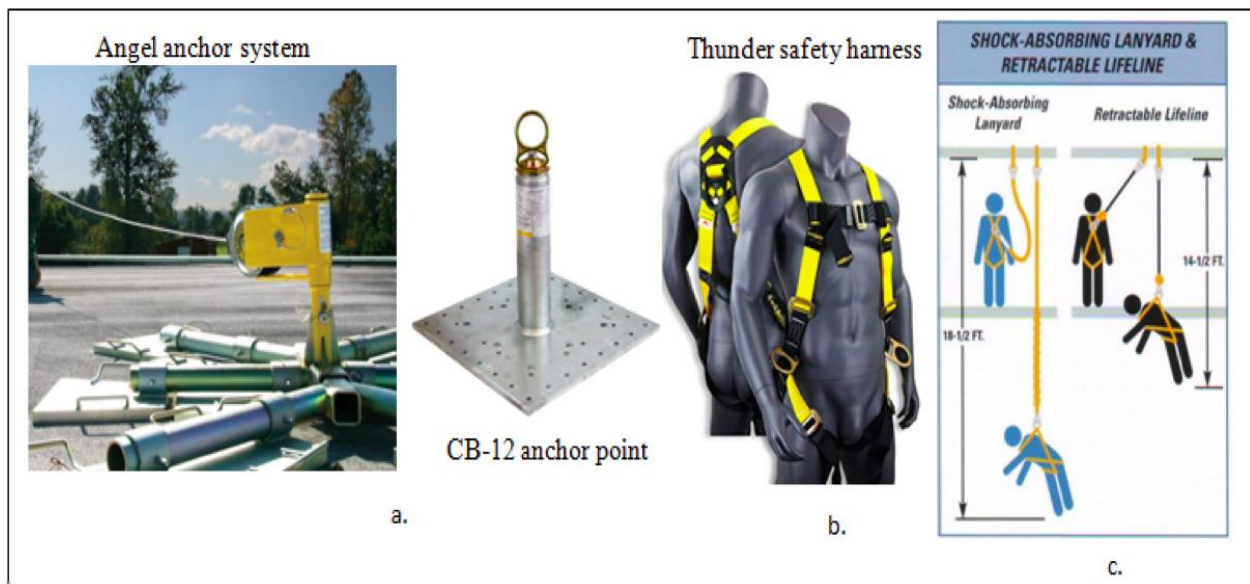 Angel anchor system
CB-12 anchor point
a.
Thunder safety harness
b.
SHOCK-ABSORBING LANYARD &
RETRACTABLE LIFELINE
Shock-Absorbing
Lanyard
Retractable Lifeline
18-1/2 FT.
14-1/2 FT.
c.